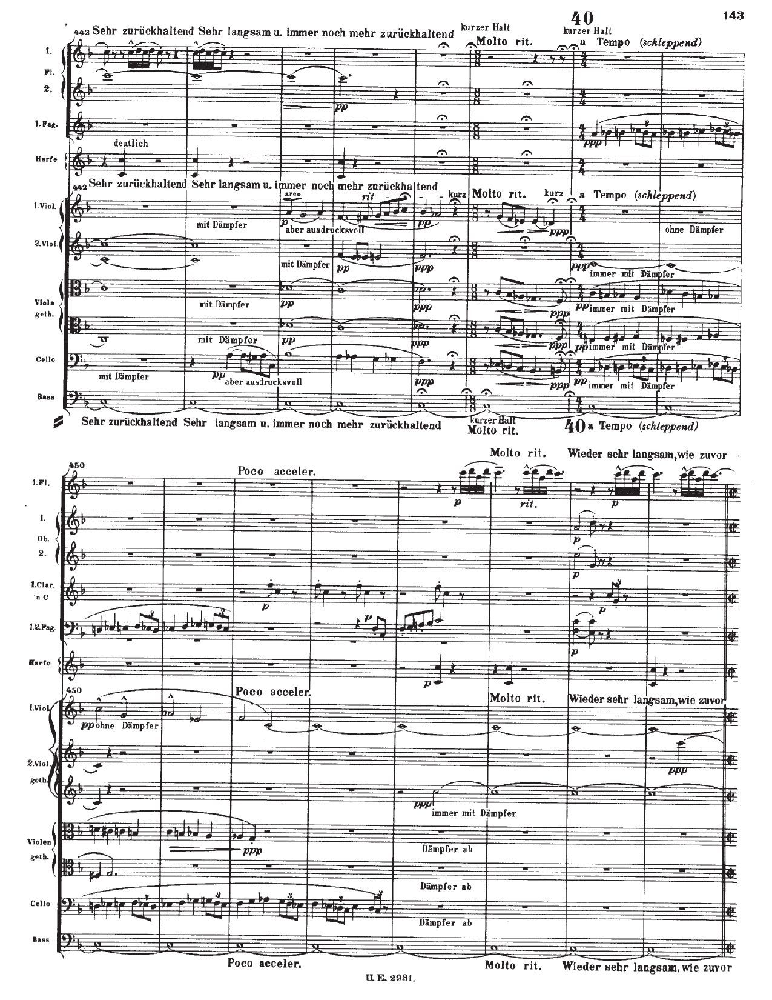 40 143
442 Sehr zurückhaltend Sehr langsam u. immer noch mehr zurückhaltend kurzer Halt Molto rit. kurzer Halt a Tempo (schleppend)
1.
Fl.
2.
pp
1. Fag.
ppp
deutlich
Harfe
442 Sehr zurückhaltend Sehr langsam u. immer noch mehr zurückhaltend Molto rit. a Tempo (schleppend)
1. Viol. arco rit kurz kurz
mit Dämpfer p aber ausdrucksvoll pp ppp ohne Dämpfer
2. Viol.
mit Dämpfer pp ppp ppp immer mit Dämpfer
Viola geth.
mit Dämpfer pp ppp ppp pp immer mit Dämpfer
mit Dämpfer pp ppp ppp pp immer mit Dämpfer
Cello
mit Dämpfer pp aber ausdrucksvoll ppp ppp pp immer mit Dämpfer
Bass
Sehr zurückhaltend Sehr langsam u. immer noch mehr zurückhaltend kurzer Halt Molto rit. 40 a Tempo (schleppend)
Molto rit. Wieder sehr langsam, wie zuvor
450 Poco acceler.
1. Fl.
p rit. p
1.
Ob. p
2.
p
1. Clar. in C 3
p p
1.2. Fag. 3 3 p
p
Harfe
p
450 Poco acceler. Molto rit. Wieder sehr langsam, wie zuvor
1. Viol.
pp ohne Dämpfer
2. Viol. geth.
ppp
ppp immer mit Dämpfer
Violen geth.
ppp Dämpfer ab
Dämpfer ab
Cello 3 3 3 3 3
Dämpfer ab
Bass
Poco acceler. Molto rit. Wieder sehr langsam, wie zuvor
U. E. 2931.